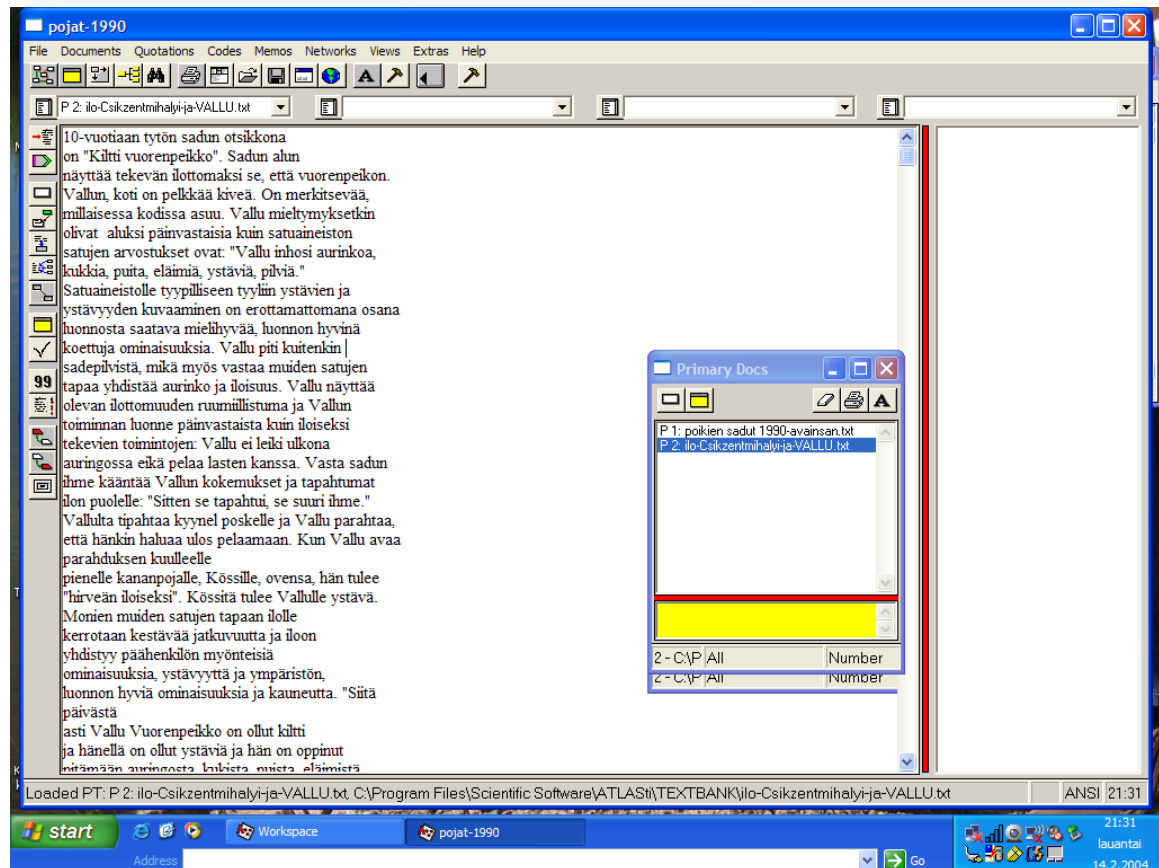 pojat-1990
File Documents Quotations Codes Memos Networks Views Extras Help
A
P 2: ilo-Csikzentmihalyi-ja-VALLU.txt
10-vuotiaan tytön sadun otsikkona
on "Kiltti vuorenpeikko". Sadun alun
näyttää tekevän ilottomaksi se, että vuorenpeikon.
Vallun, koti on pelkkää kiveä. On merkitsevää,
millaisessa kodissa asuu. Vallu mieltymyksetkin
olivat aluksi päinvastaisia kuin satuaineiston
satujen arvostukset ovat: "Vallu inhosi aurinkoa,
kukkia, puita, eläimiä, ystäviä, pilviä."
Satuaineistolle tyypilliseen tyyliin ystävien ja
ystävyyden kuvaaminen on erottamattomana osana
luonnosta saatava mielihyvää, luonnon hyvinä
koettuja ominaisuuksia. Vallu piti kuitenkin
sadepilvistä, mikä myös vastaa muiden satujen
99 tapaa yhdistää aurinko ja iloisuus. Vallu näyttää
olevan ilottomuuden ruumiillistuma ja Vallun
toiminnan luonne päinvastaista kuin iloiseksi
tekevien toimintojen: Vallu ei leiki ulkona
auringossa eikä pelaa lasten kanssa. Vasta sadun
ihme kääntää Vallun kokemukset ja tapahtumat
ilon puolelle: "Sitten se tapahtui, se suuri ihme."
Vallulta tipahtaa kyynel poskelle ja Vallu parahtaa,
että hänkin haluaa ulos pelaamaan. Kun Vallu avaa
parahduksen kuulleelle
pienelle kananpojalle, Kössille, ovensa, hän tulee
"hirveän iloiseksi". Kössitä tulee Vallulle ystävä.
Monien muiden satujen tapaan ilolle
kerrotaan kestävää jatkuvuutta ja iloon
yhdistyy päähenkilön myönteisiä
ominaisuuksia, ystävyyttä ja ympäristön,
luonnon hyviä ominaisuuksia ja kauneutta. "Siitä
päivästä
asti Vallu Vuorenpeikko on ollut kiltti
ja hänellä on ollut ystäviä ja hän on oppinut
pitämään auringosta, kukista, puista, eläimistä
Primary Docs
A
P 1: poikien sadut 1990-avainsan.txt
P 2: ilo-Csikzentmihalyi-ja-VALLU.txt
2 - C:\P All Number
2 - C:\P All Number
Loaded PT: P 2: ilo-Csikzentmihalyi-ja-VALLU.txt, C:\Program Files\Scientific Software\ATLASti\TEXTBANK\ilo-Csikzentmihalyi-ja-VALLU.txt ANSI 21:31
start Workspace pojat-1990 21:31
lauantai
Address Go 14.2.2004